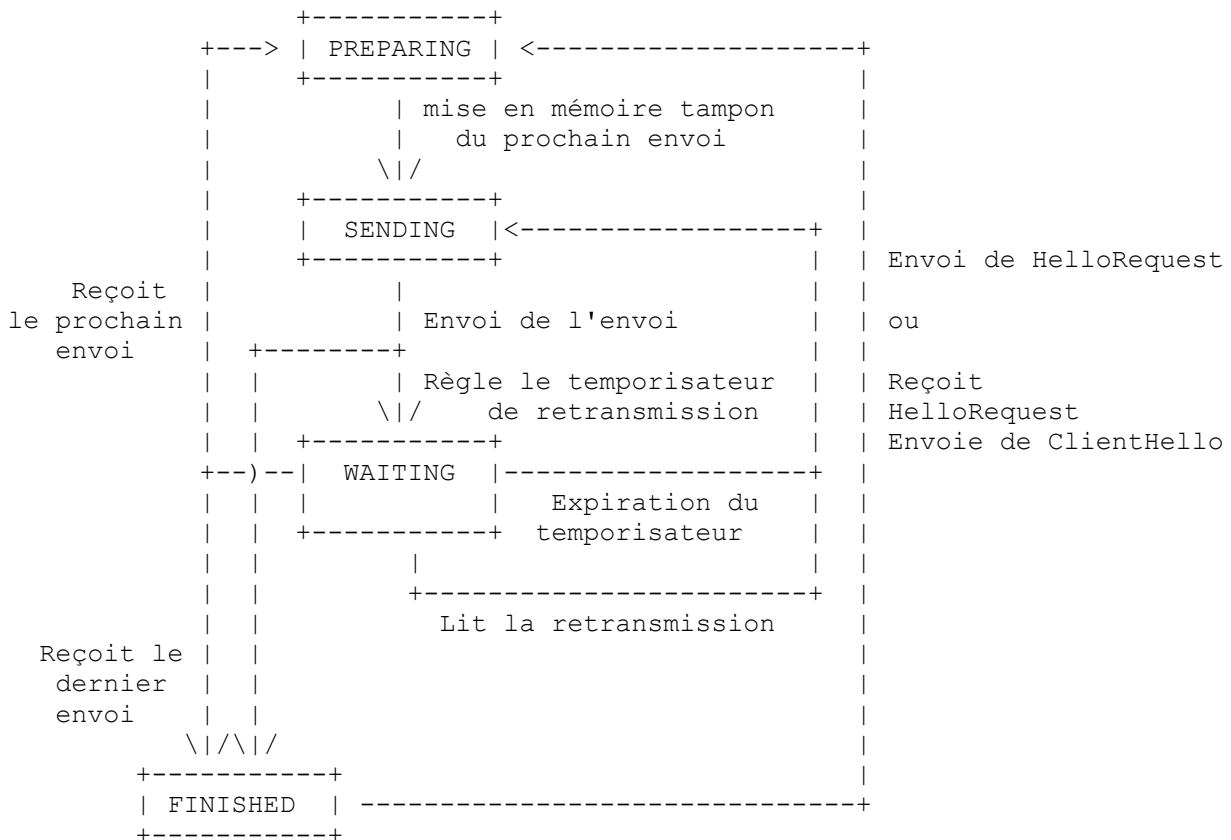 PREPARING
mise en mémoire tampon
du prochain envoi
SENDING
Envoi de HelloRequest
Reçoit
le prochain
envoi
Envoi de l'envoi
ou
Règle le temporisateur
de retransmission
Reçoit
HelloRequest
Envoie de ClientHello
WAITING
Expiration du
temporisateur
Lit la retransmission
Reçoit le
dernier
envoi
FINISHED